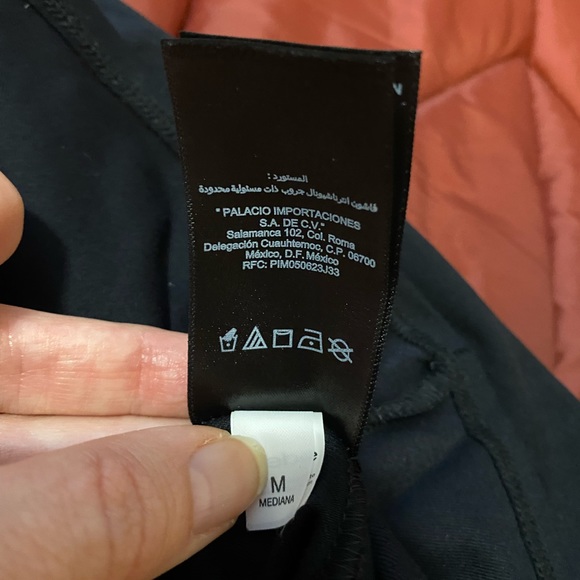 المستورد :
فاشون انترناشيونال جروب ذات مسئولية محدودة
" PALACIO IMPORTACIONES
S.A. DE C.V."
Salamanca 102, Col. Roma
Delegación Cuauhtemoc, C.P. 06700
México, D.F. México
RFC: PIM050623J33
M
MEDIANA